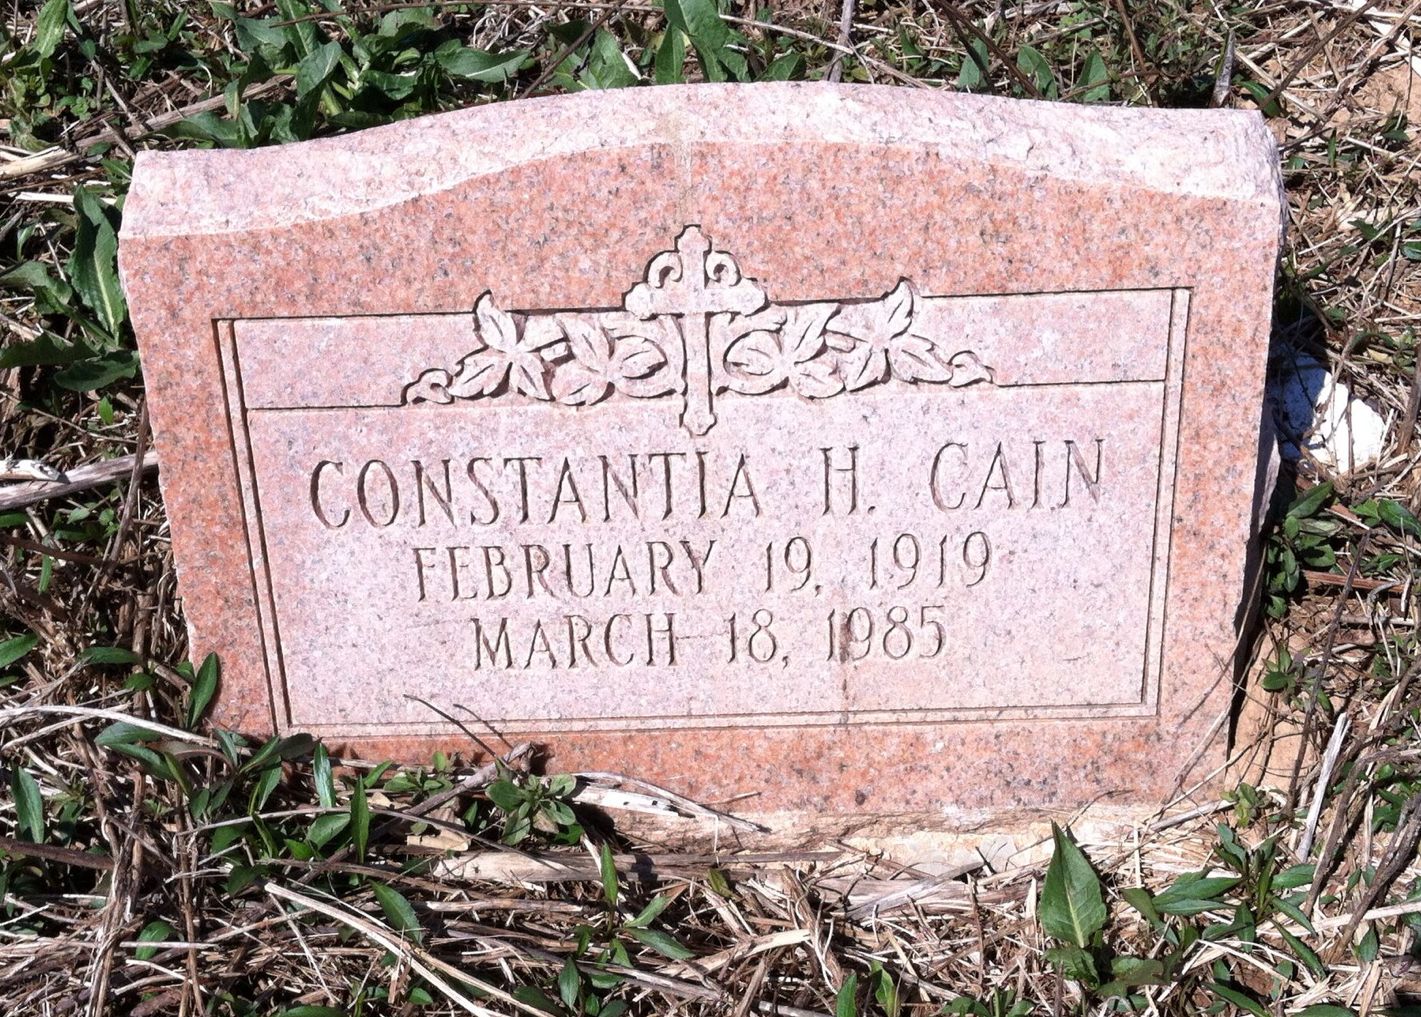 CONSTANTIA H. CAIN
FEBRUARY 19, 1919
MARCH 18, 1985